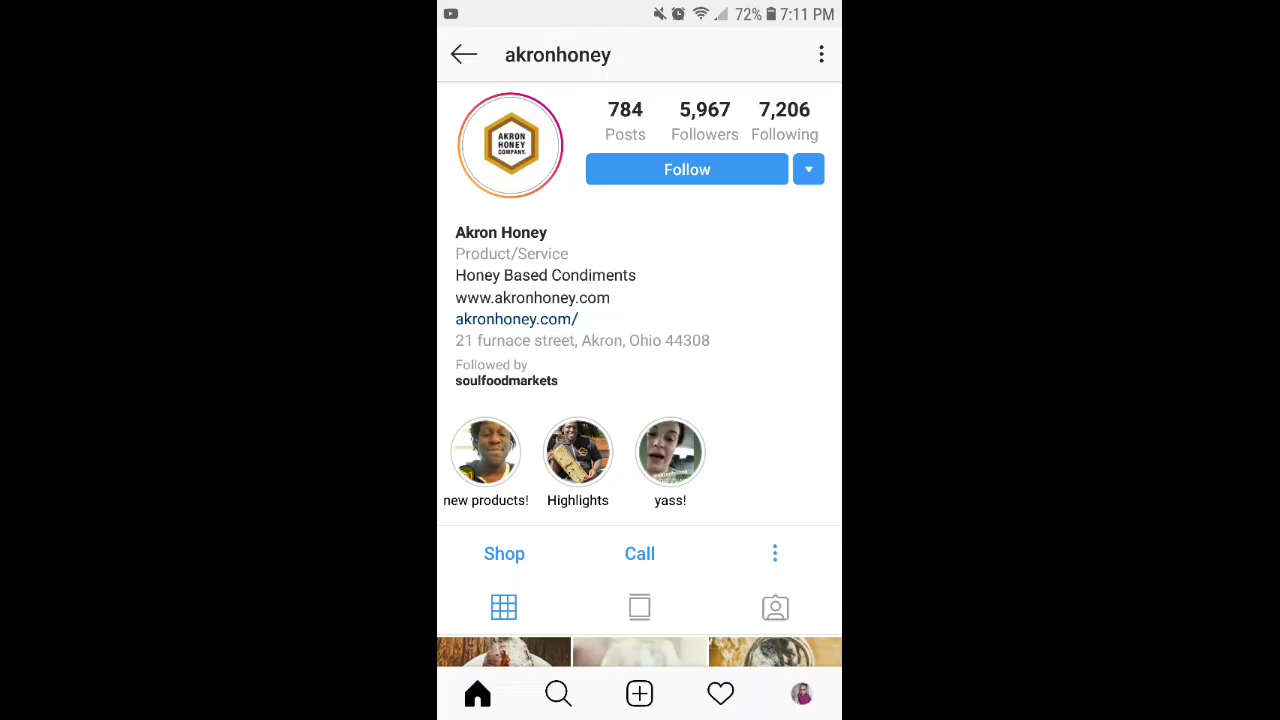 72% 7:11 PM
akronhoney
AKRON
HONEY
COMPANY.
784 5,967 7,206
Posts Followers Following
Follow
Akron Honey
Product/Service
Honey Based Condiments
www.akronhoney.com
akronhoney.com/
21 furnace street, Akron, Ohio 44308
Followed by
soulfoodmarkets
new products! Highlights yass!
Shop Call